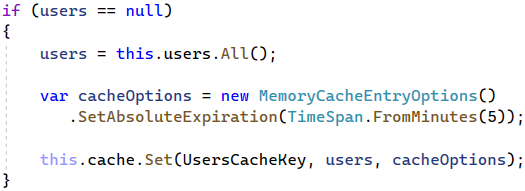 if (users == null)
{
    users = this.users.All();

    var cacheOptions = new MemoryCacheEntryOptions()
        .SetAbsoluteExpiration(TimeSpan.FromMinutes(5));

    this.cache.Set(UsersCacheKey, users, cacheOptions);
}